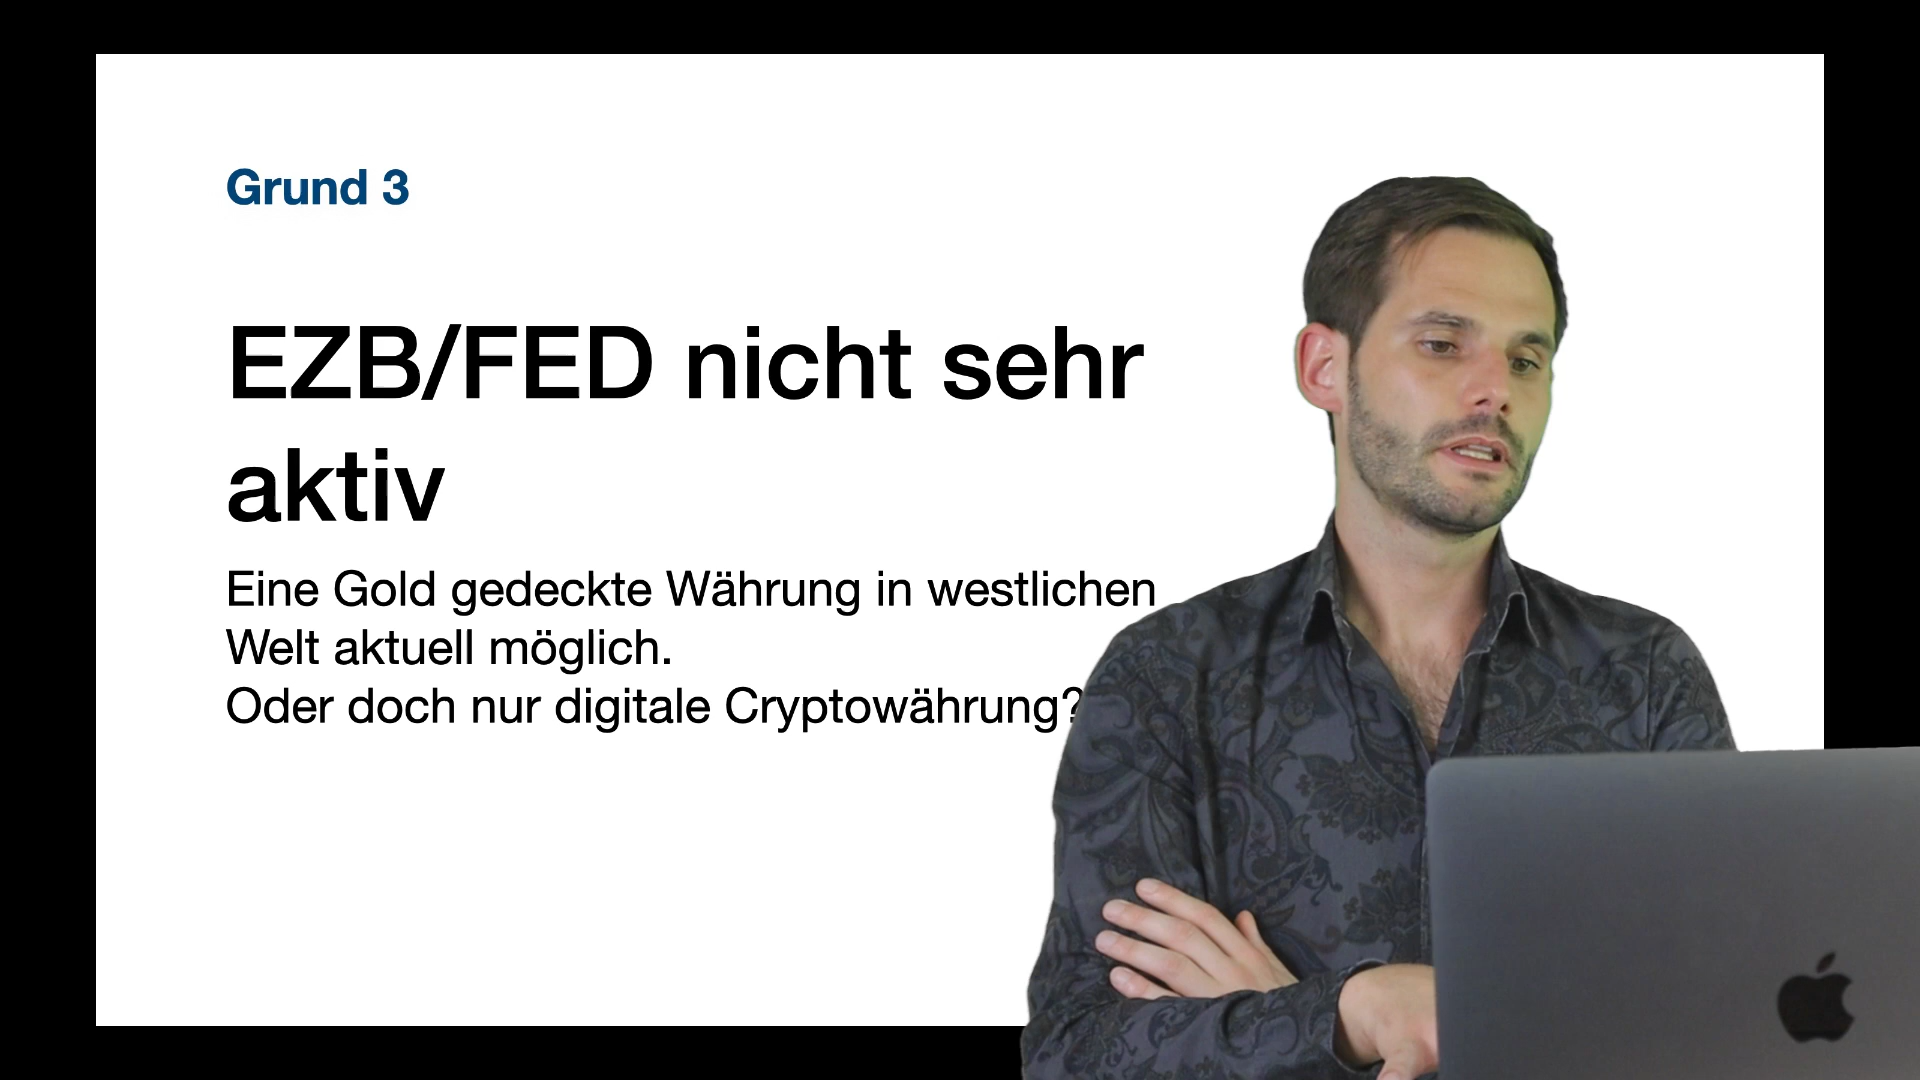 Grund 3
EZB/FED nicht sehr
aktiv
Eine Gold gedeckte Währung in westlichen
Welt aktuell möglich.
Oder doch nur digitale Cryptowährung?